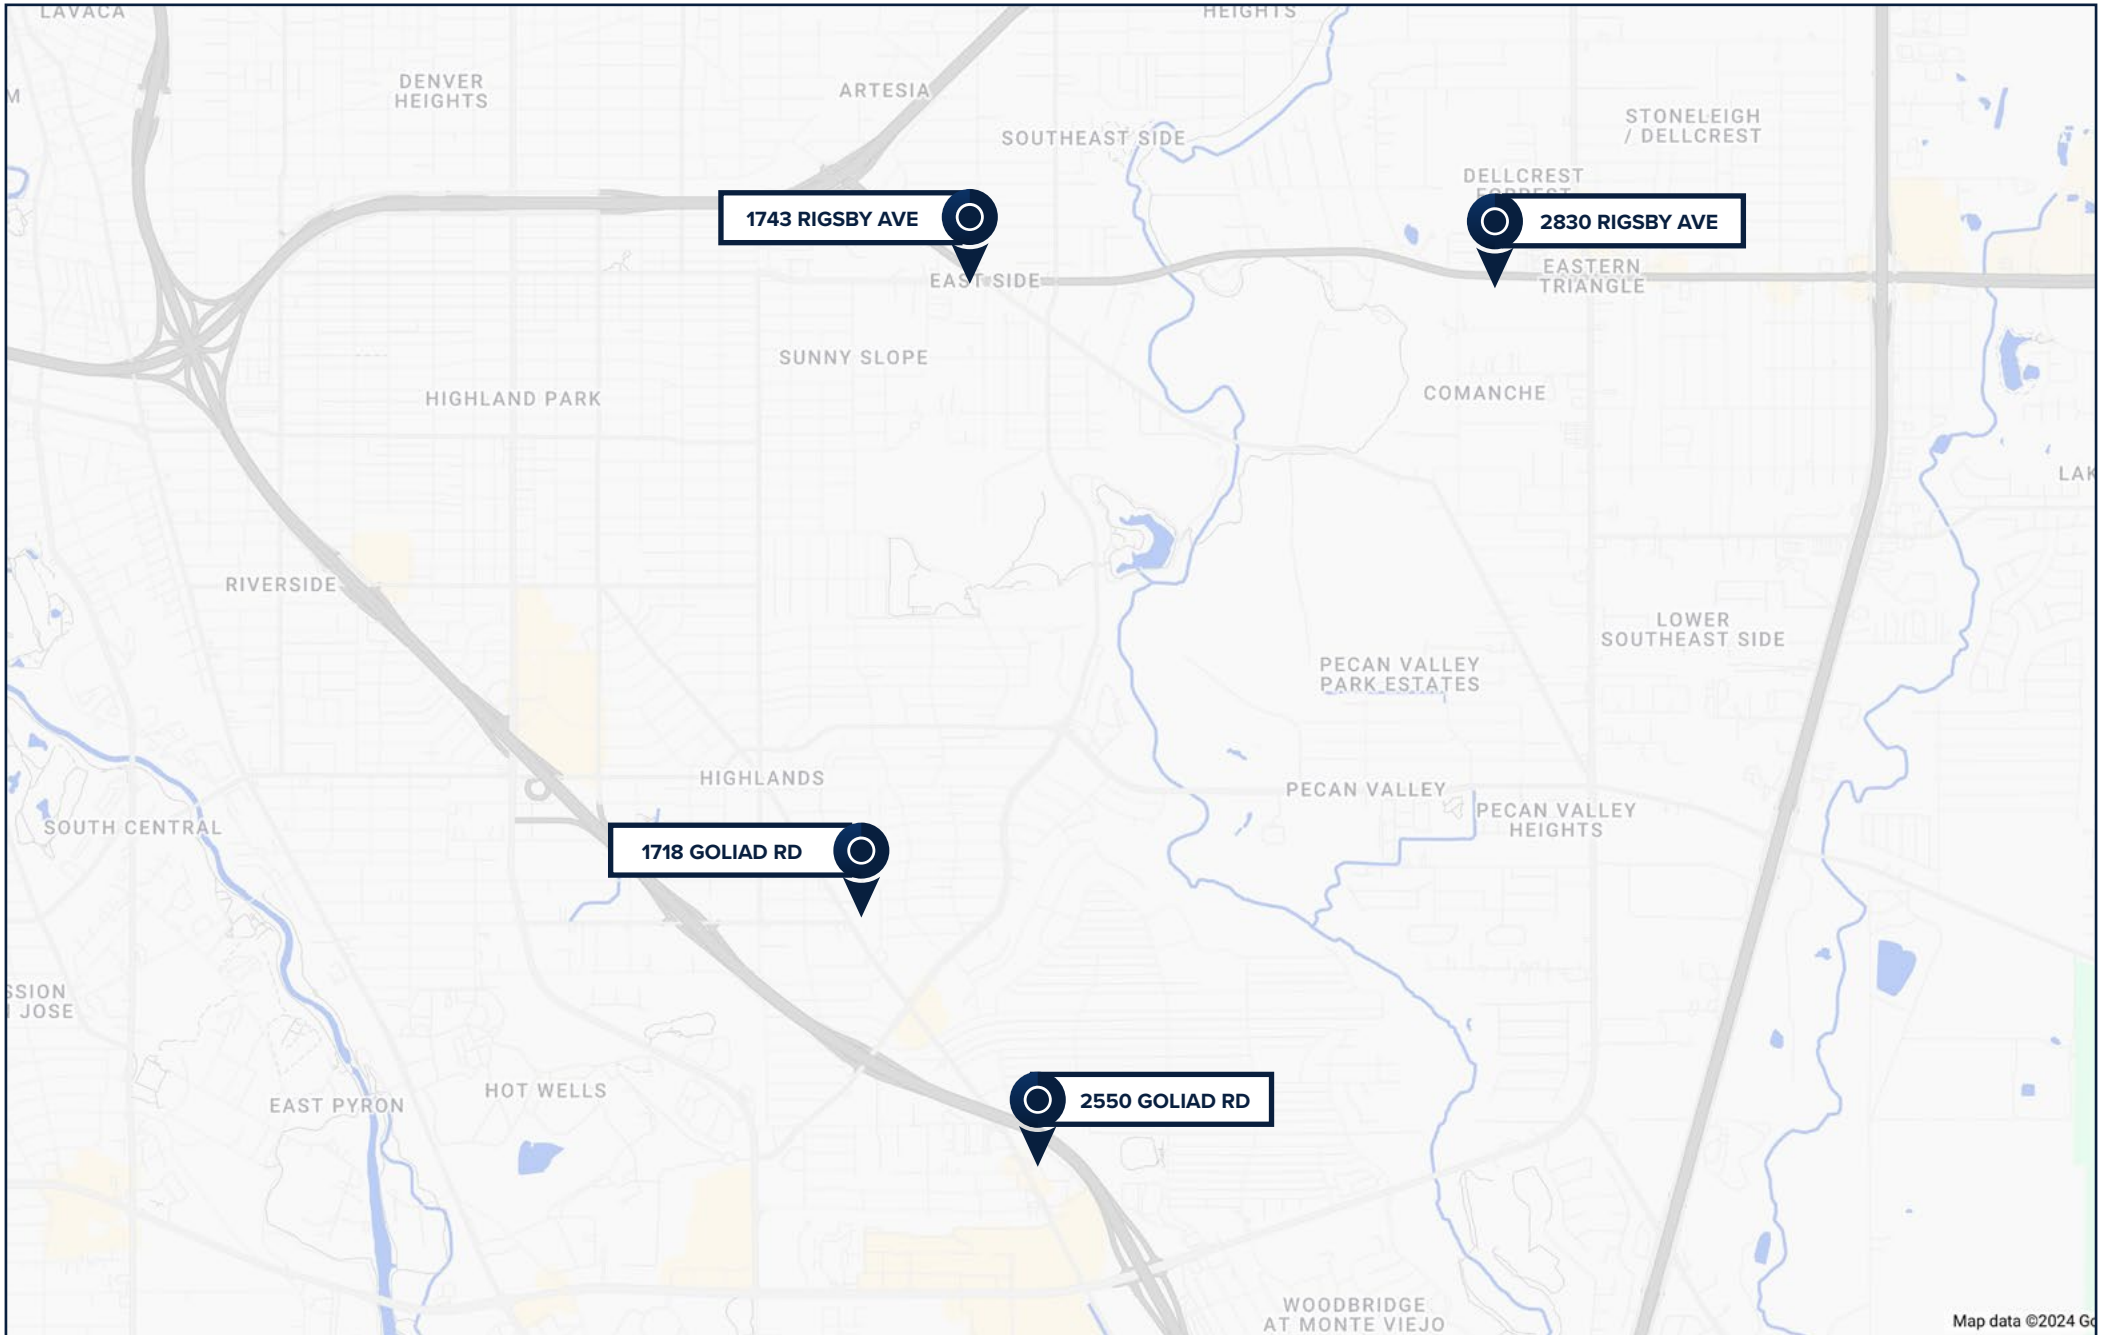 LAVACA
HEIGHTS
DENVER
HEIGHTS
ARTESIA
M
STONELEIGH
/ DELLCREST
SOUTHEAST SIDE
DELLCREST
FORREST
1743 RIGSBY AVE
2830 RIGSBY AVE
EAST SIDE
EASTERN
TRIANGLE
SUNNY SLOPE
HIGHLAND PARK
COMANCHE
LAK
RIVERSIDE
LOWER
SOUTHEAST SIDE
PECAN VALLEY
PARK ESTATES
HIGHLANDS
PECAN VALLEY
PECAN VALLEY
HEIGHTS
SOUTH CENTRAL
1718 GOLIAD RD
SSION
JOSE
HOT WELLS
EAST PYRON
2550 GOLIAD RD
WOODBRIDGE
AT MONTE VIEJO
Map data ©2024 Go